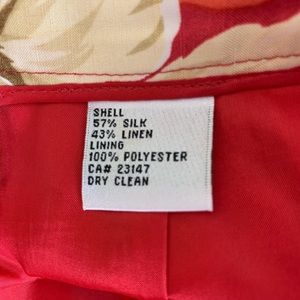 SHELL
57% SILK
43% LINEN
LINING
100% POLYESTER
CA# 23147
DRY CLEAN